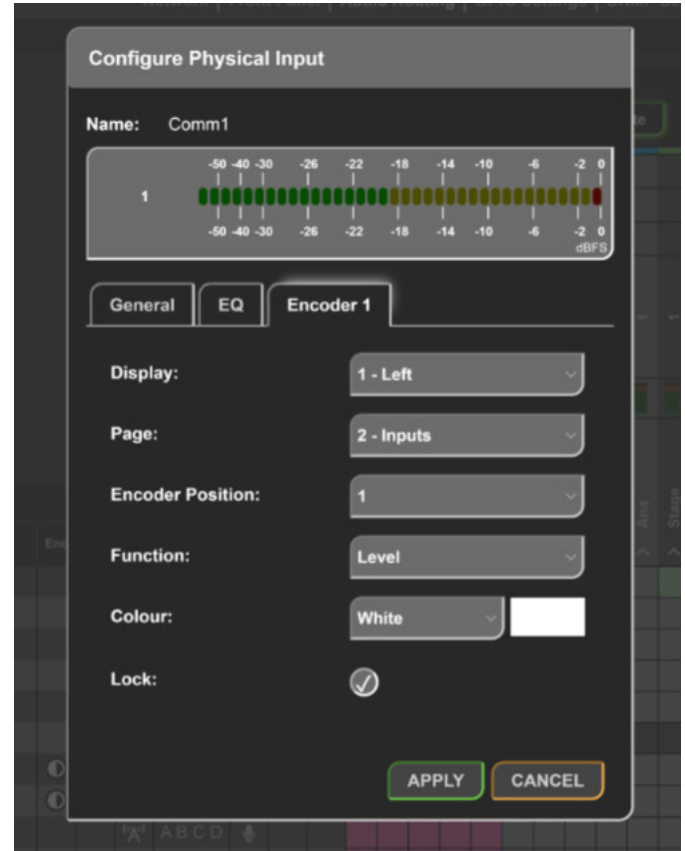 Configure Physical Input
Name: Comm1
-50 -40 -30 -26 -22 -18 -14 -10 -6 -2 0
1
-50 -40 -30 -26 -22 -18 -14 -10 -6 -2 0
dBFS
General EQ Encoder 1
Display: 1 - Left
Page: 2 - Inputs
Encoder Position: 1
Function: Level
Colour: White
Lock:
APPLY CANCEL
Ana
Stage
A B C D